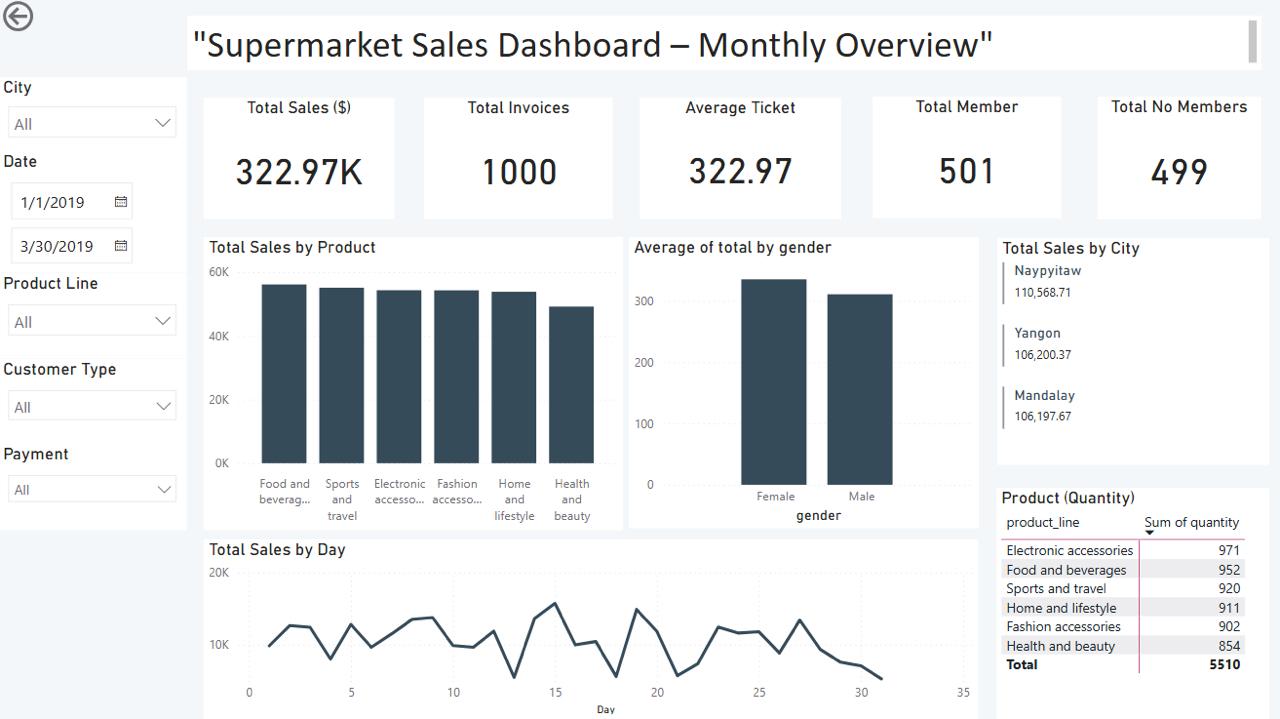 "Supermarket Sales Dashboard – Monthly Overview"
City
All
Date
1/1/2019
3/30/2019
Product Line
All
Customer Type
All
Payment
All
Total Sales ($)
322.97K
Total Invoices
1000
Average Ticket
322.97
Total Member
501
Total No Members
499
Total Sales by Product
60K
40K
20K
0K
Food and
beverag...
Sports
and
travel
Electronic
accesso...
Fashion
accesso...
Home
and
lifestyle
Health
and
beauty
Average of total by gender
300
200
100
0
Female
Male
gender
Total Sales by City
Naypyitaw
110,568.71
Yangon
106,200.37
Mandalay
106,197.67
Total Sales by Day
20K
10K
0 5 10 15 20 25 30 35
Day
Product (Quantity)
product_line Sum of quantity
Electronic accessories 971
Food and beverages 952
Sports and travel 920
Home and lifestyle 911
Fashion accessories 902
Health and beauty 854
Total 5510